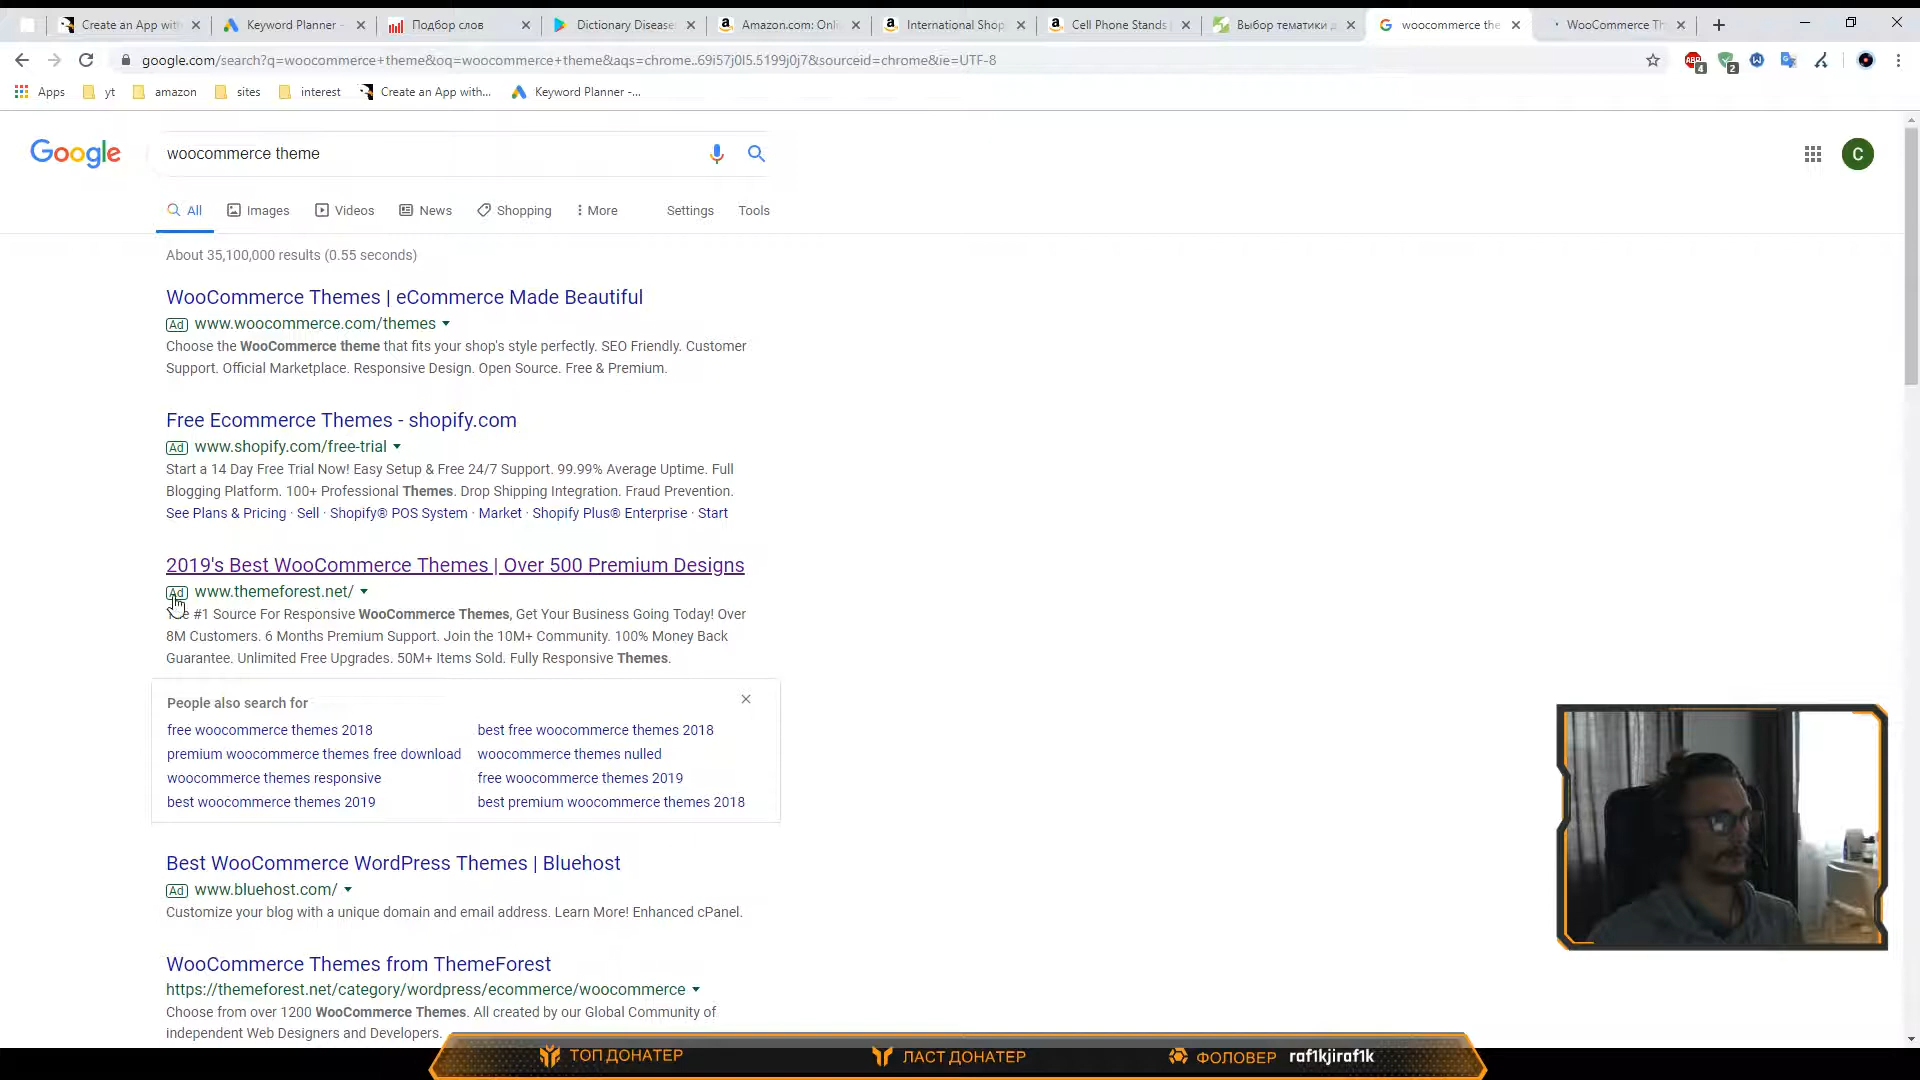 Create an App with
Keyword Planner -
Подбор слов
Dictionary Disease
Amazon.com: Onli
International Shop
Cell Phone Stands
Выбор тематики д
woocommerce the
WooCommerce Th
google.com/search?q=woocommerce+theme&oq=woocommerce+theme&aqs=chrome..69i57j0l5.5199j0j7&sourceid=chrome&ie=UTF-8
ABP
4
2
Apps
yt
amazon
sites
interest
Create an App with...
Keyword Planner -...
Google
woocommerce theme
C
All
Images
Videos
News
Shopping
More
Settings
Tools
About 35,100,000 results (0.55 seconds)
WooCommerce Themes | eCommerce Made Beautiful
Ad www.woocommerce.com/themes
Choose the WooCommerce theme that fits your shop's style perfectly. SEO Friendly. Customer
Support. Official Marketplace. Responsive Design. Open Source. Free & Premium.
Free Ecommerce Themes - shopify.com
Ad www.shopify.com/free-trial
Start a 14 Day Free Trial Now! Easy Setup & Free 24/7 Support. 99.99% Average Uptime. Full
Blogging Platform. 100+ Professional Themes. Drop Shipping Integration. Fraud Prevention.
See Plans & Pricing · Sell · Shopify® POS System · Market · Shopify Plus® Enterprise · Start
2019's Best WooCommerce Themes | Over 500 Premium Designs
Ad www.themeforest.net/
The #1 Source For Responsive WooCommerce Themes, Get Your Business Going Today! Over
8M Customers. 6 Months Premium Support. Join the 10M+ Community. 100% Money Back
Guarantee. Unlimited Free Upgrades. 50M+ Items Sold. Fully Responsive Themes.
People also search for
free woocommerce themes 2018
best free woocommerce themes 2018
premium woocommerce themes free download
woocommerce themes nulled
woocommerce themes responsive
free woocommerce themes 2019
best woocommerce themes 2019
best premium woocommerce themes 2018
Best WooCommerce WordPress Themes | Bluehost
Ad www.bluehost.com/
Customize your blog with a unique domain and email address. Learn More! Enhanced cPanel.
WooCommerce Themes from ThemeForest
https://themeforest.net/category/wordpress/ecommerce/woocommerce
Choose from over 1200 WooCommerce Themes. All created by our Global Community of
independent Web Designers and Developers.
ТОП ДОНАТЕР
ЛАСТ ДОНАТЕР
ФОЛОВЕР raf1kjiraf1k